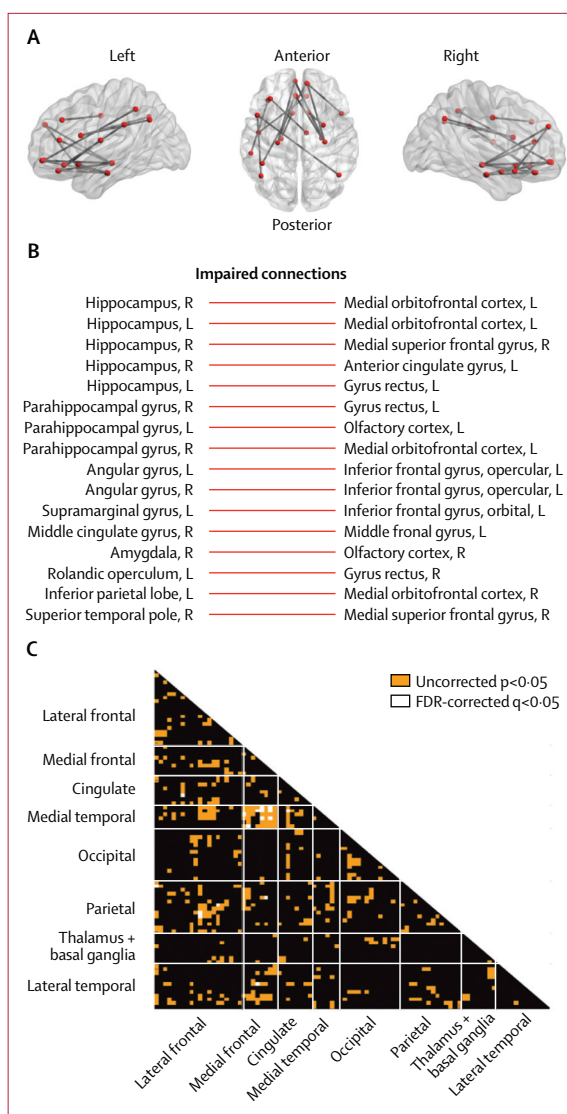 A
Left
Anterior
Right
Posterior
B
Impaired connections
Hippocampus, R Medial orbitofrontal cortex, L
Hippocampus, L Medial orbitofrontal cortex, L
Hippocampus, R Medial superior frontal gyrus, R
Hippocampus, R Anterior cingulate gyrus, L
Hippocampus, L Gyrus rectus, L
Parahippocampal gyrus, R Gyrus rectus, L
Parahippocampal gyrus, L Olfactory cortex, L
Parahippocampal gyrus, R Medial orbitofrontal cortex, L
Angular gyrus, L Inferior frontal gyrus, opercular, L
Angular gyrus, R Inferior frontal gyrus, opercular, L
Supramarginal gyrus, L Inferior frontal gyrus, orbital, L
Middle cingulate gyrus, R Middle fronal gyrus, L
Amygdala, R Olfactory cortex, R
Rolandic operculum, L Gyrus rectus, R
Inferior parietal lobe, L Medial orbitofrontal cortex, R
Superior temporal pole, R Medial superior frontal gyrus, R
C
Uncorrected p<0·05
FDR-corrected q<0·05
Lateral frontal
Medial frontal
Cingulate
Medial temporal
Occipital
Parietal
Thalamus +
basal ganglia
Lateral temporal
Lateral frontal
Medial frontal
Cingulate
Medial temporal
Occipital
Parietal
Thalamus +
basal ganglia
Lateral temporal